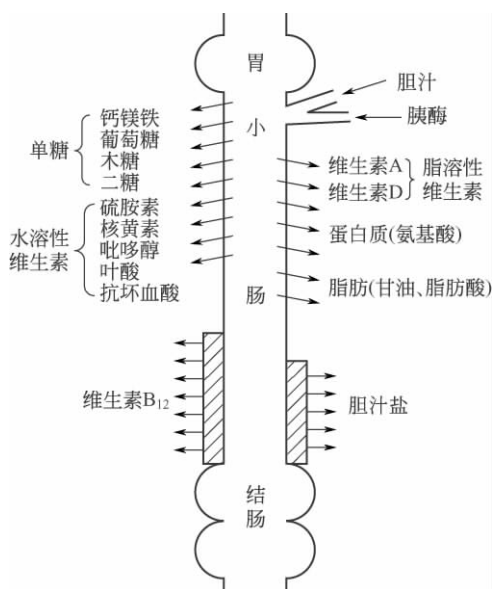 胃
小
肠
结
肠
胆汁
胰酶
单糖
钙镁铁
葡萄糖
木糖
二糖
水溶性
维生素
硫胺素
核黄素
吡哆醇
叶酸
抗坏血酸
维生素A
维生素D
脂溶性
维生素
蛋白质(氨基酸)
脂肪(甘油、脂肪酸)
维生素B12
胆汁盐